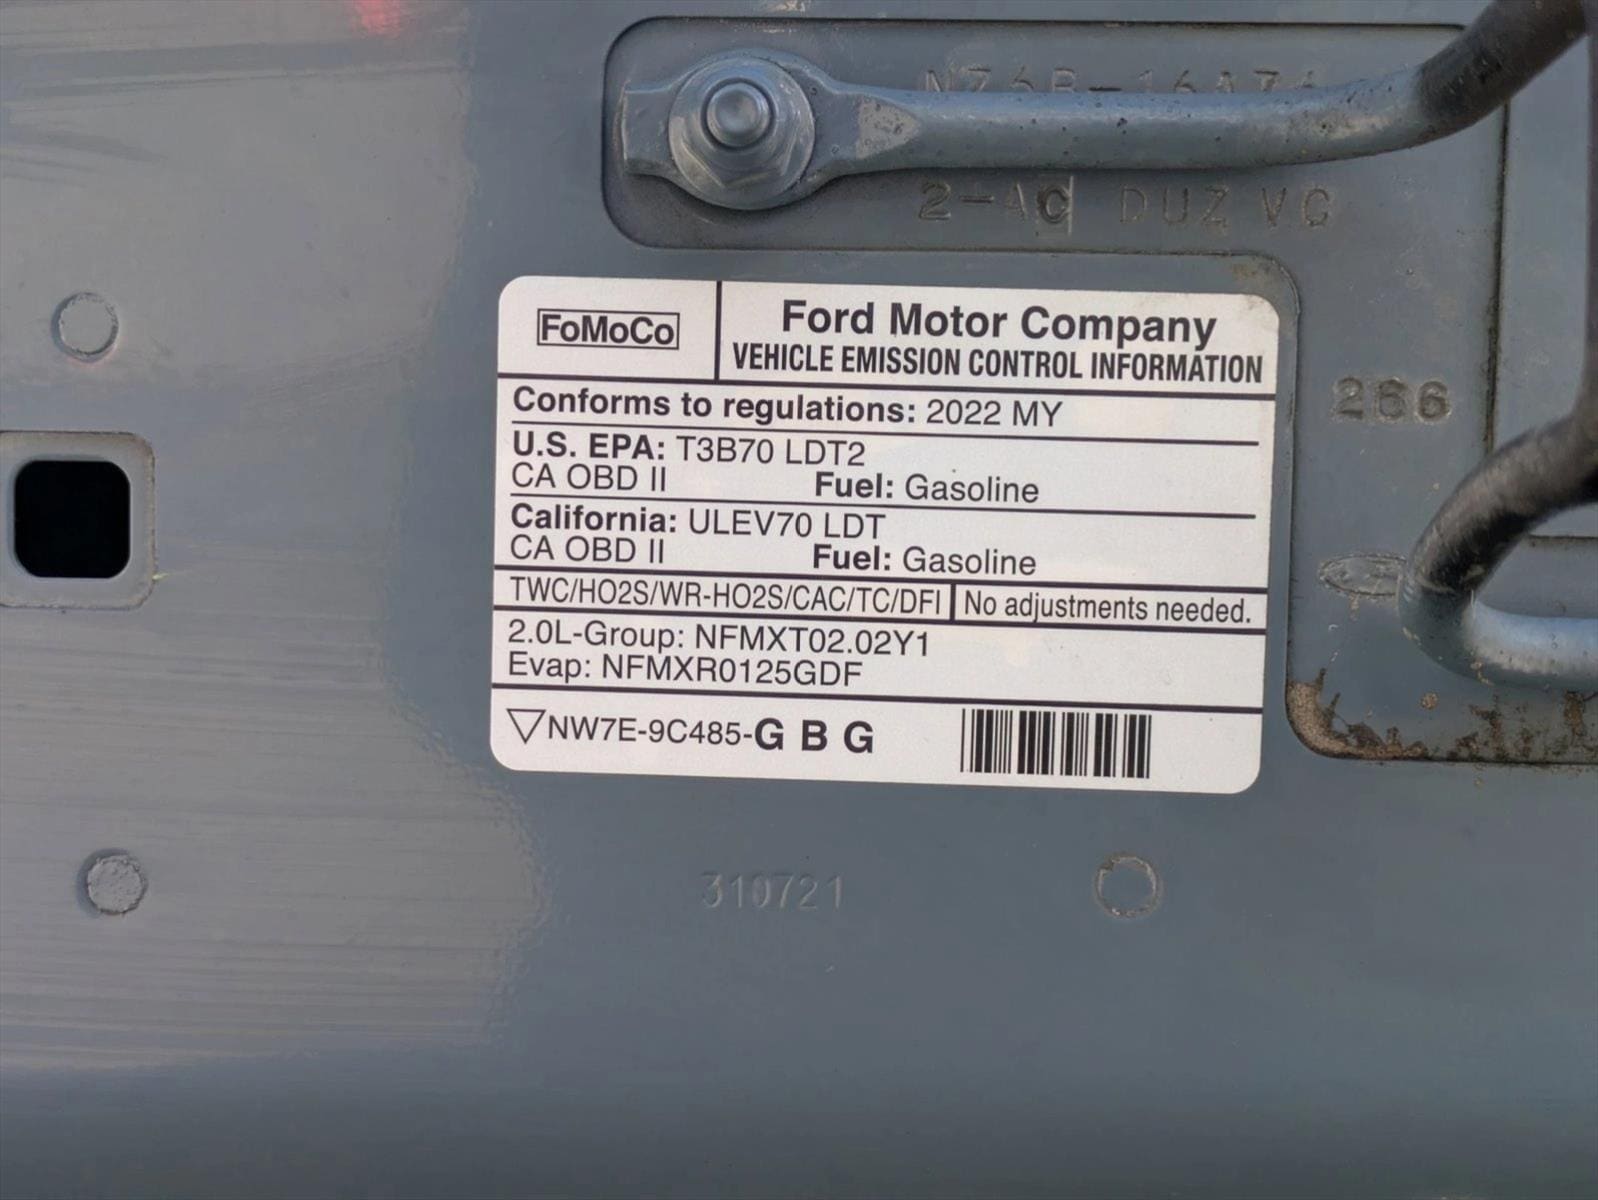 2-AC DUZ VC
FoMoCo
Ford Motor Company
VEHICLE EMISSION CONTROL INFORMATION
Conforms to regulations: 2022 MY
U.S. EPA: T3B70 LDT2
CA OBD II Fuel: Gasoline
California: ULEV70 LDT
CA OBD II Fuel: Gasoline
TWC/HO2S/WR-HO2S/CAC/TC/DFI No adjustments needed.
2.0L-Group: NFMXT02.02Y1
Evap: NFMXR0125GDF
NW7E-9C485-G B G
266
310721